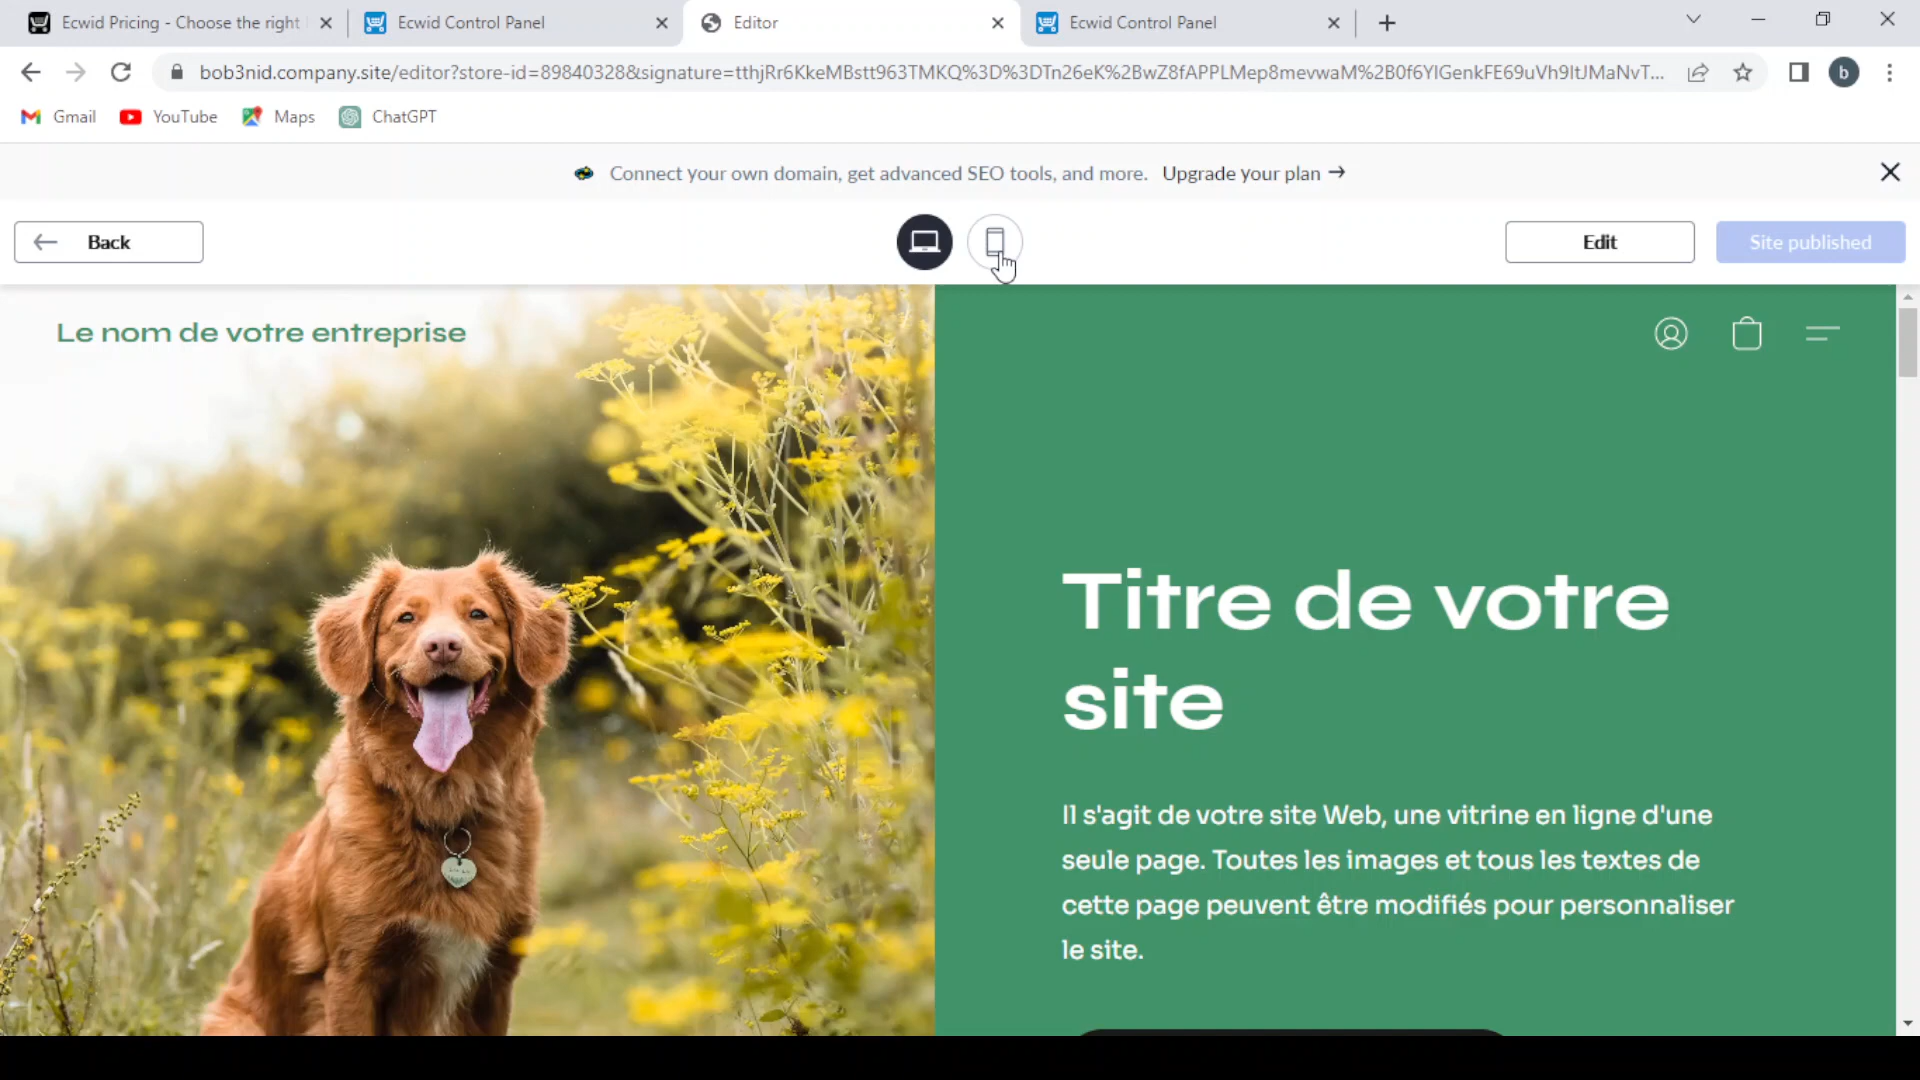 Ecwid Pricing - Choose the right
Ecwid Control Panel
Editor
Ecwid Control Panel
bob3nid.company.site/editor?store-id=89840328&signature=tthjRr6KkeMBstt963TMKQ%3D%3DTn26eK%2BwZ8fAPPLMep8mevwaM%2B0f6YIGenkFE69uVh9ItJMaNvT...
b
Gmail
YouTube
Maps
ChatGPT
Connect your own domain, get advanced SEO tools, and more. Upgrade your plan →
Back
Edit
Site published
Le nom de votre entreprise
Titre de votre
site
Il s'agit de votre site Web, une vitrine en ligne d'une
seule page. Toutes les images et tous les textes de
cette page peuvent être modifiés pour personnaliser
le site.